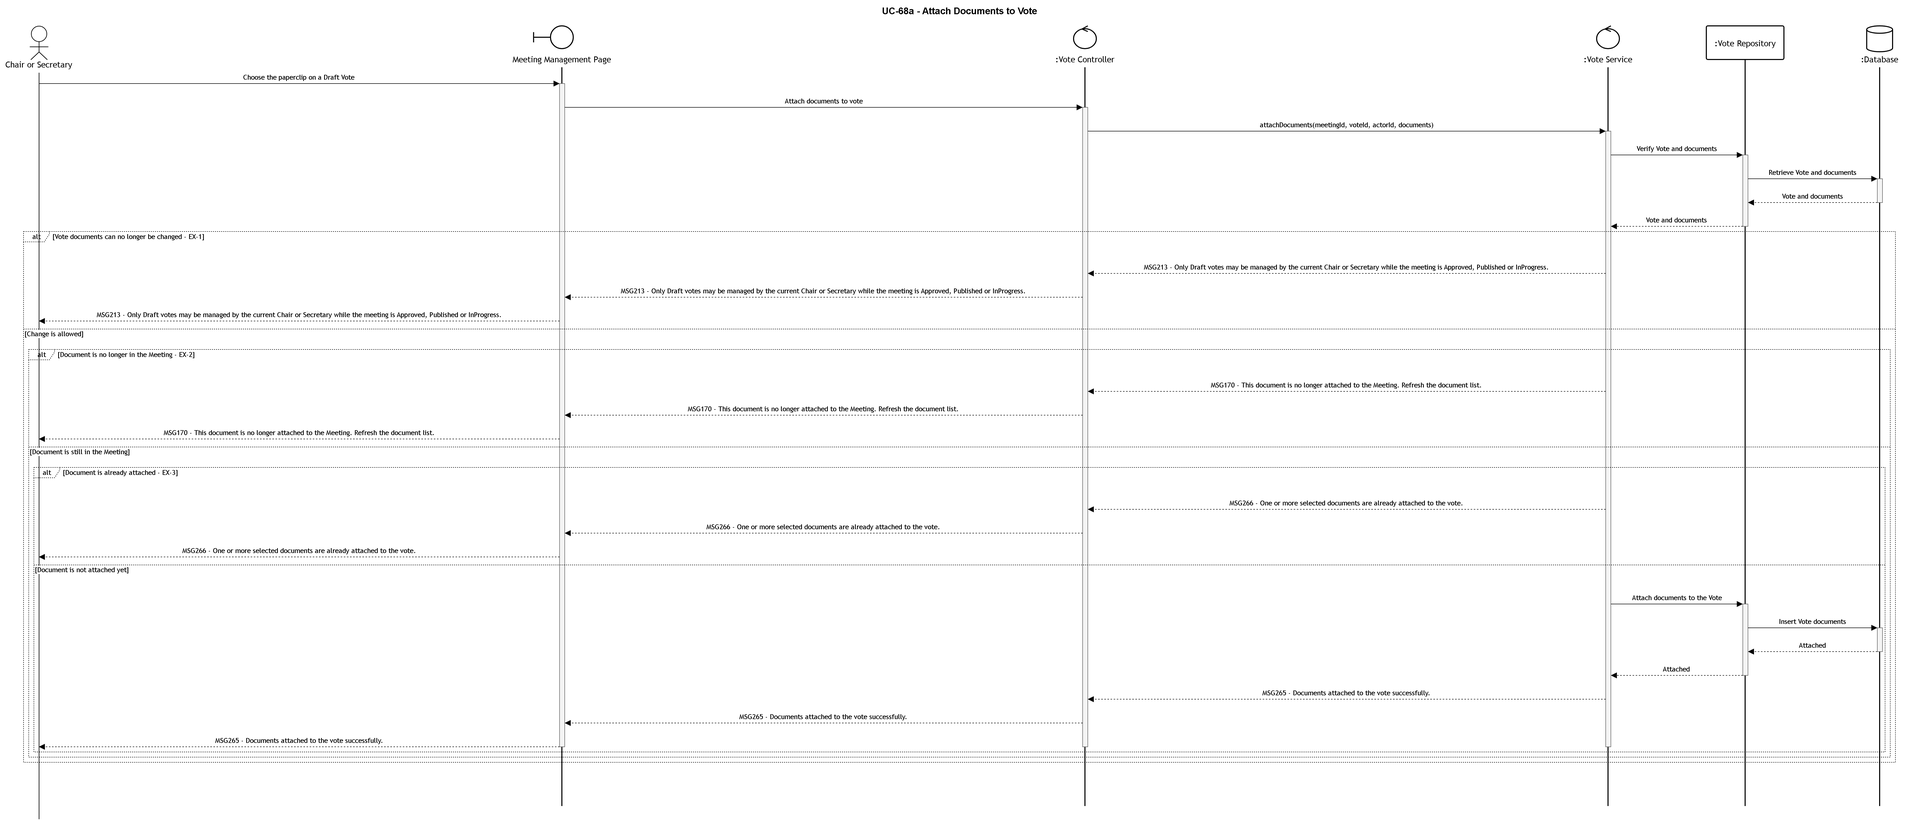 UC-68a - Attach Documents to Vote
Chair or Secretary
Meeting Management Page
:Vote Controller
:Vote Service
:Vote Repository
:Database
Choose the paperclip on a Draft Vote
Attach documents to vote
attachDocuments(meetingId, voteId, actorId, documents)
Verify Vote and documents
Retrieve Vote and documents
Vote and documents
Vote and documents
alt [Vote documents can no longer be changed - EX-1]
MSG213 - Only Draft votes may be managed by the current Chair or Secretary while the meeting is Approved, Published or InProgress.
MSG213 - Only Draft votes may be managed by the current Chair or Secretary while the meeting is Approved, Published or InProgress.
MSG213 - Only Draft votes may be managed by the current Chair or Secretary while the meeting is Approved, Published or InProgress.
[Change is allowed]
alt [Document is no longer in the Meeting - EX-2]
MSG170 - This document is no longer attached to the Meeting. Refresh the document list.
MSG170 - This document is no longer attached to the Meeting. Refresh the document list.
MSG170 - This document is no longer attached to the Meeting. Refresh the document list.
[Document is still in the Meeting]
alt [Document is already attached - EX-3]
MSG266 - One or more selected documents are already attached to the vote.
MSG266 - One or more selected documents are already attached to the vote.
MSG266 - One or more selected documents are already attached to the vote.
[Document is not attached yet]
Attach documents to the Vote
Insert Vote documents
Attached
Attached
MSG265 - Documents attached to the vote successfully.
MSG265 - Documents attached to the vote successfully.
MSG265 - Documents attached to the vote successfully.